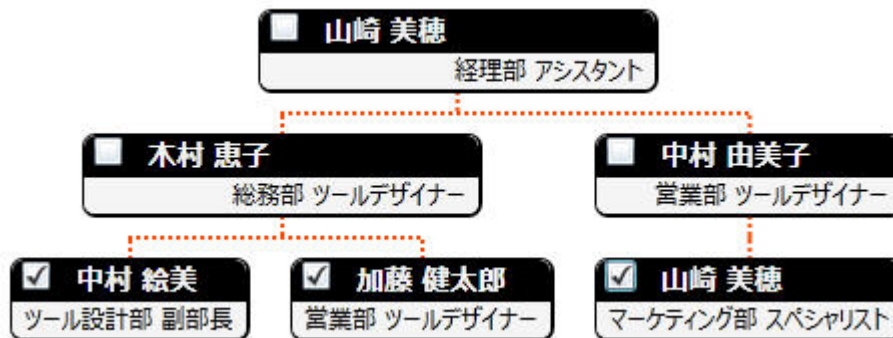 山崎 美穂
経理部 アシスタント
木村 恵子
総務部 ツールデザイナー
中村 由美子
営業部 ツールデザイナー
中村 絵美
ツール設計部 副部長
加藤 健太郎
営業部 ツールデザイナー
山崎 美穂
マーケティング部 スペシャリスト